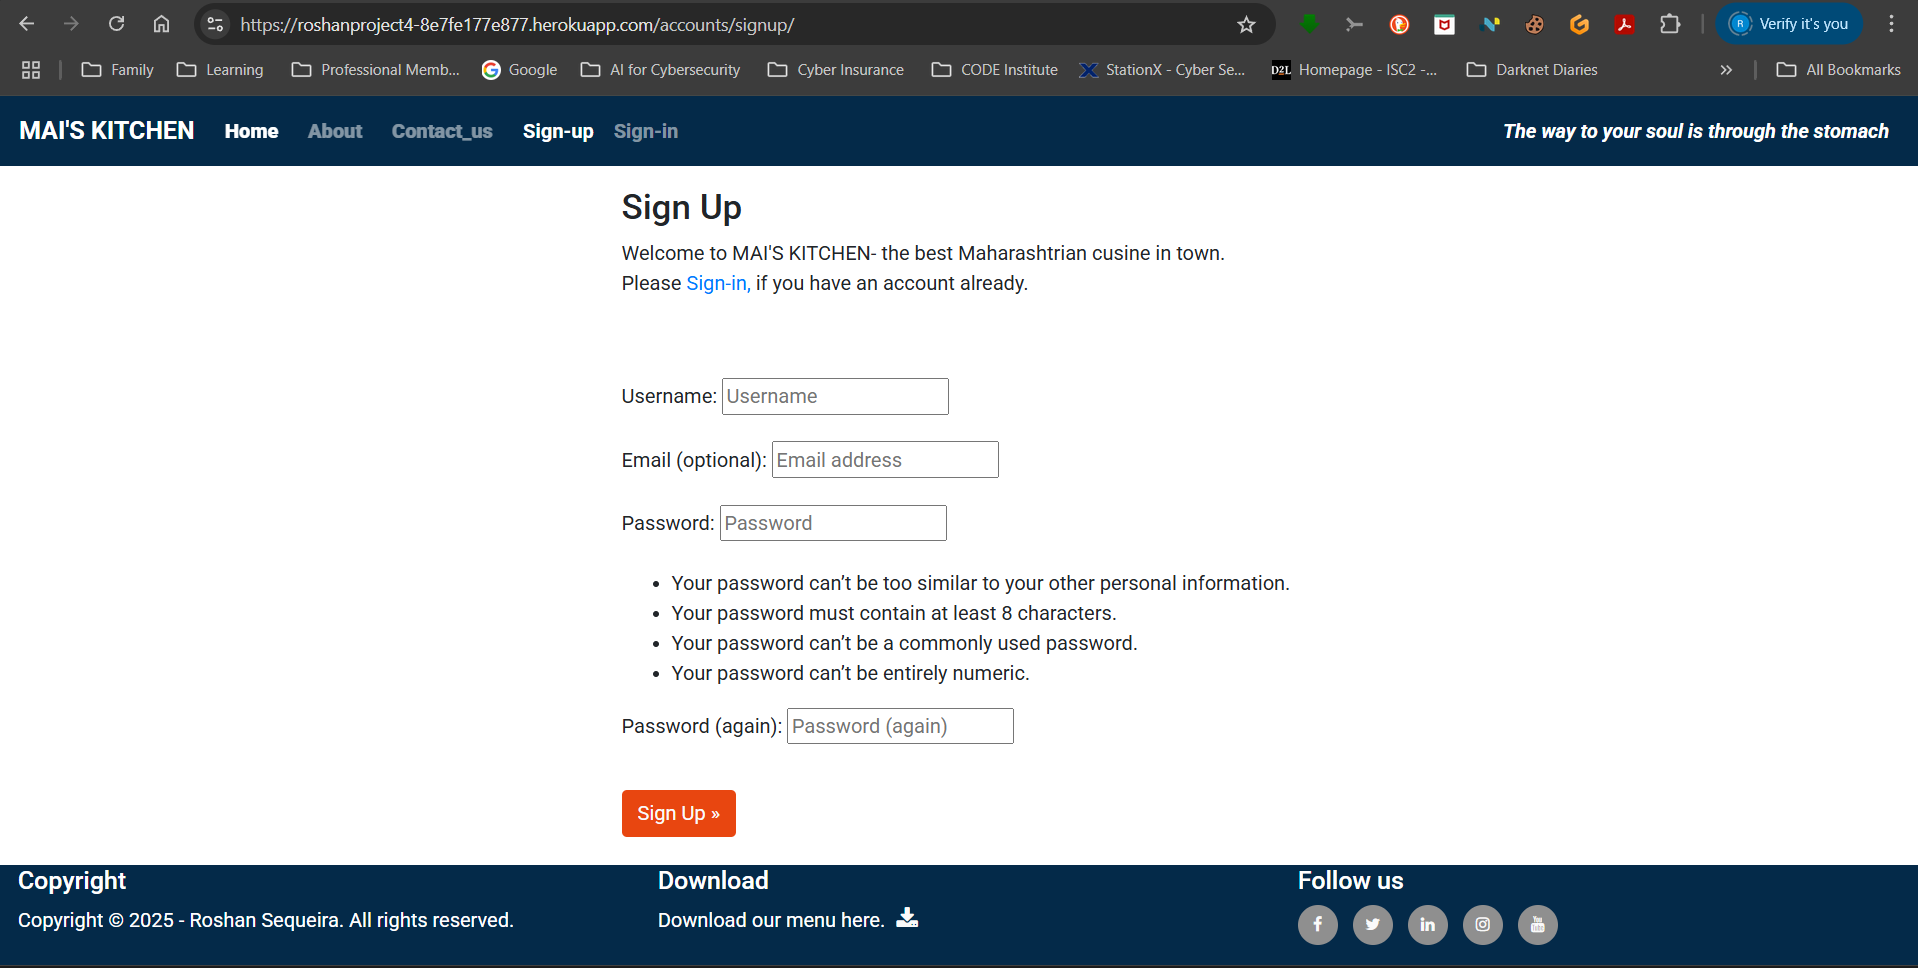 https://roshanproject4-8e7fe177e877.herokuapp.com/accounts/signup/
R Verify it's you
Family Learning Professional Memb... Google AI for Cybersecurity Cyber Insurance CODE Institute StationX - Cyber Se... D2L Homepage - ISC2 -... Darknet Diaries » All Bookmarks
MAI'S KITCHEN Home About Contact_us Sign-up Sign-in The way to your soul is through the stomach
Sign Up
Welcome to MAI'S KITCHEN- the best Maharashtrian cusine in town.
Please Sign-in, if you have an account already.
Username: Username
Email (optional): Email address
Password: Password
• Your password can’t be too similar to your other personal information.
• Your password must contain at least 8 characters.
• Your password can’t be a commonly used password.
• Your password can’t be entirely numeric.
Password (again): Password (again)
Sign Up »
Copyright Download Follow us
Copyright © 2025 - Roshan Sequeira. All rights reserved. Download our menu here.